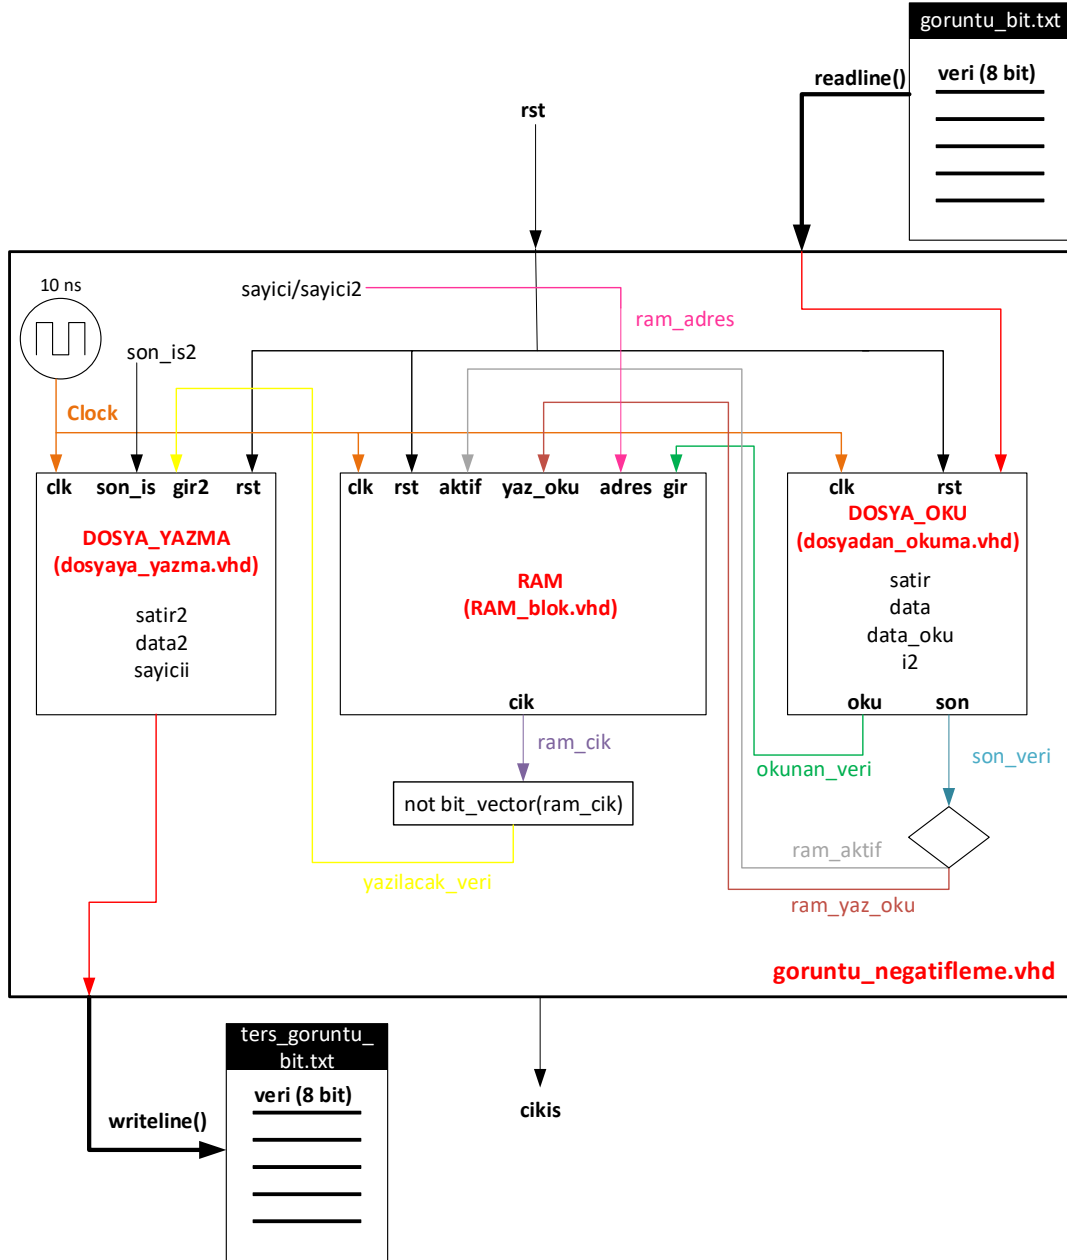 goruntu_bit.txt
readline()
veri (8 bit)
rst
10 ns
sayici/sayici2
ram_adres
son_is2
Clock
clk son_is gir2 rst
clk rst aktif yaz_oku adres gir
clk rst
DOSYA_YAZMA
(dosyaya_yazma.vhd)
satir2
data2
sayicii
RAM
(RAM_blok.vhd)
cik
DOSYA_OKU
(dosyadan_okuma.vhd)
satir
data
data_oku
i2
oku son
ram_cik
okunan_veri
son_veri
not bit_vector(ram_cik)
ram_aktif
yazilacak_veri
ram_yaz_oku
goruntu_negatifleme.vhd
ters_goruntu_
bit.txt
veri (8 bit)
writeline()
cikis